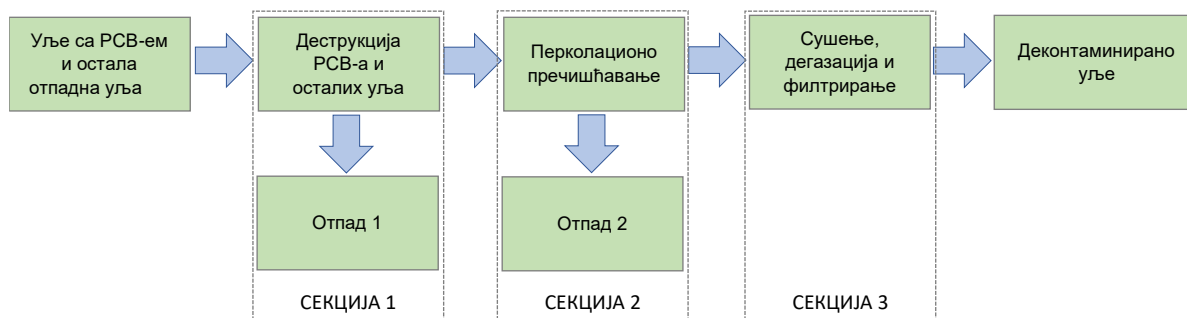 Уље са PCB-ем
и остала
отпадна уља
Деструкција
PCB-a и
осталих уља
Перколационо
пречишћавање
Сушење,
дегазација и
филтрирање
Деконтаминирано
уље
Отпад 1
Отпад 2
СЕКЦИЈА 1
СЕКЦИЈА 2
СЕКЦИЈА 3